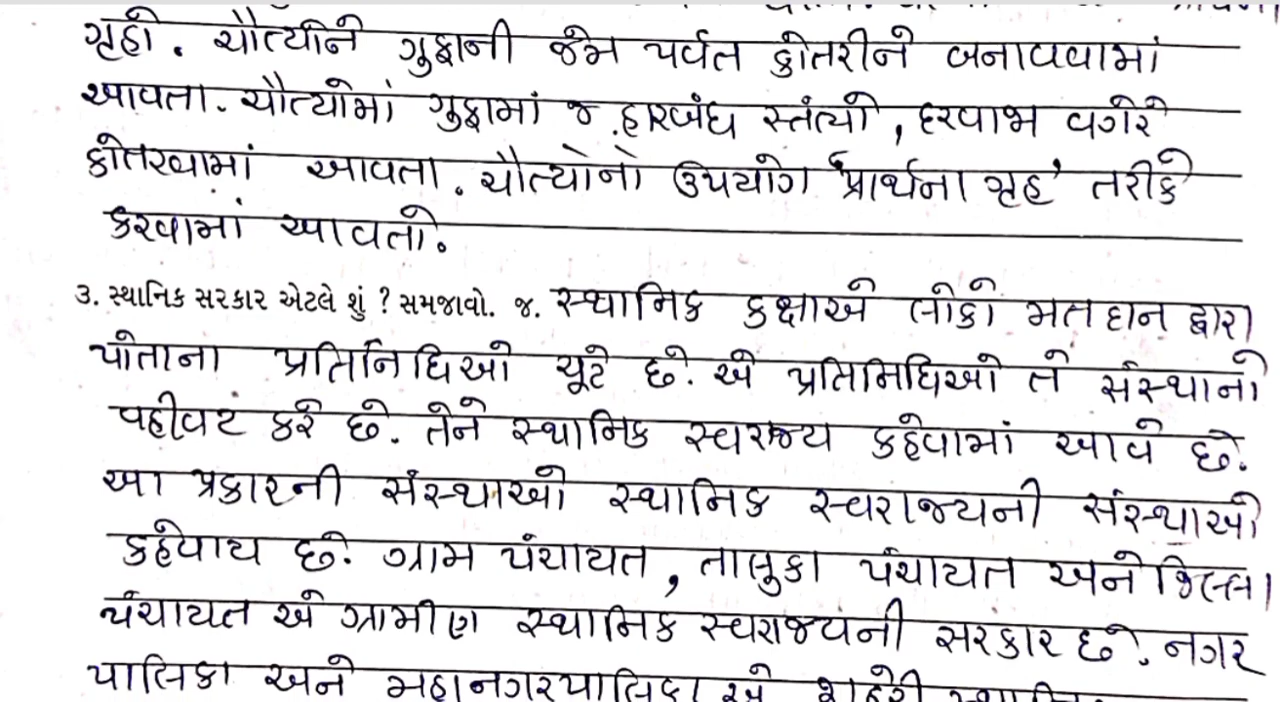 ગૃહો. ચૈત્યોને ગુફાની જેમ પર્વત કોતરીને બનાવવામાં
આવતા. ચૈત્યોમાં ગુફામાં જ હારબંધ સ્તંભો, દરવાજા વગેરે
કોતરવામાં આવતા. ચૈત્યોનો ઉપયોગ 'પ્રાર્થના ગૃહ' તરીકે
કરવામાં આવતો.
૩. સ્થાનિક સરકાર એટલે શું ? સમજાવો. જ. સ્થાનિક કક્ષાએ લોકો મતદાન દ્વારા
પોતાના પ્રતિનિધિઓ ચૂંટે છે. એ પ્રતિનિધિઓ તે સંસ્થાનો
વહીવટ કરે છે. તેને સ્થાનિક સ્વરાજ્ય કહેવામાં આવે છે.
આ પ્રકારની સંસ્થાઓ સ્થાનિક સ્વરાજ્યની સંસ્થાઓ
કહેવાય છે. ગ્રામ પંચાયત, તાલુકા પંચાયત અને જિલ્લા
પંચાયત એ ગ્રામીણ સ્થાનિક સ્વરાજ્યની સરકાર છે. નગર
પાલિકા અને મહાનગરપાલિકા એ શહેરી